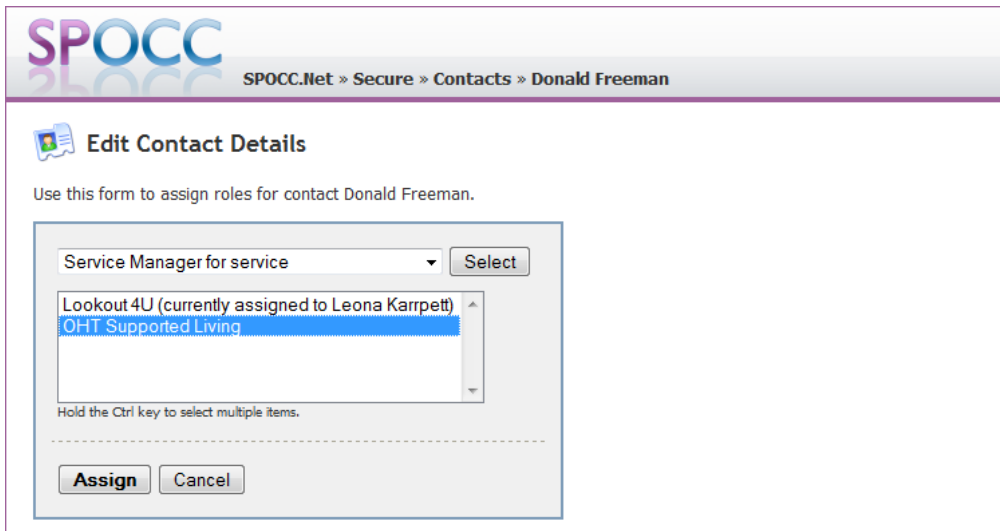 SPOCC
SPOCC.Net » Secure » Contacts » Donald Freeman
Edit Contact Details
Use this form to assign roles for contact Donald Freeman.
Service Manager for service
Select
Lookout 4U (currently assigned to Leona Karrpett)
OHT Supported Living
Hold the Ctrl key to select multiple items.
Assign
Cancel